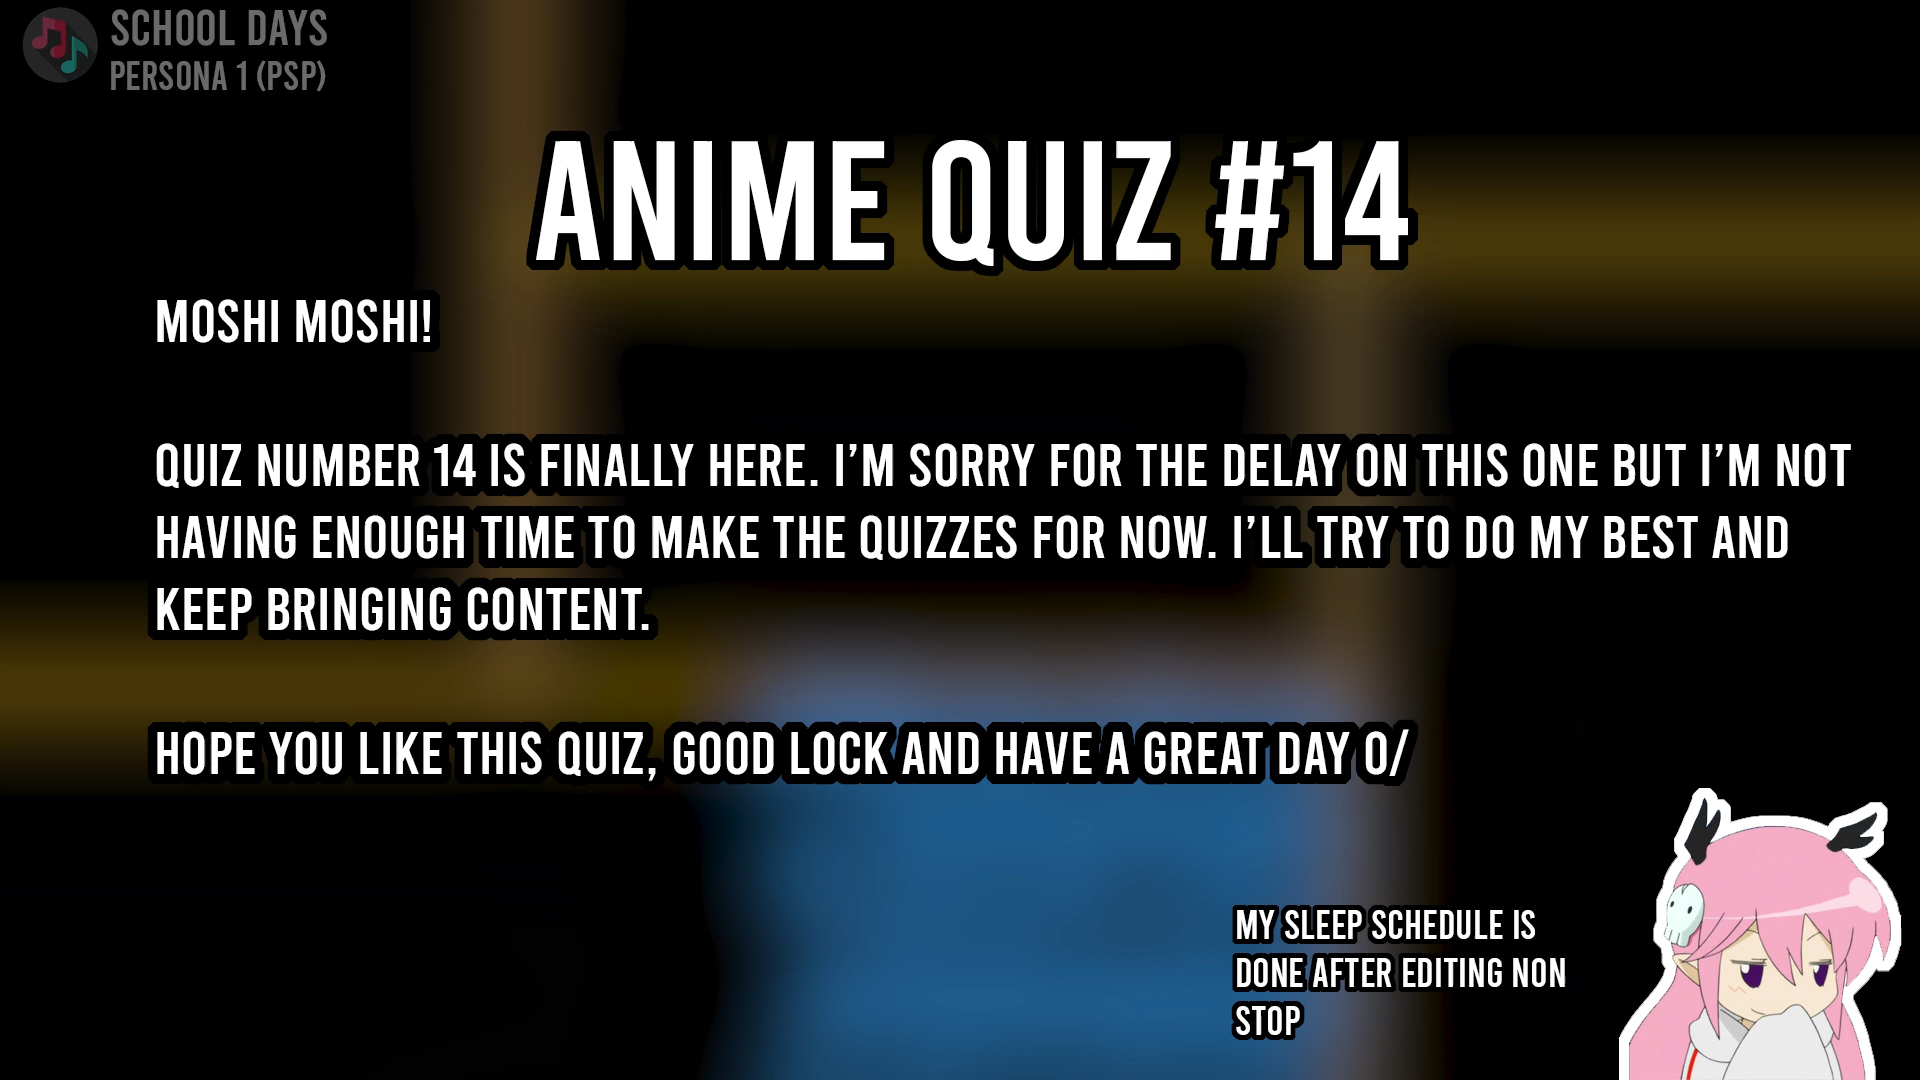 SCHOOL DAYS
PERSONA 1 (PSP)
ANIME QUIZ #14
MOSHI MOSHI!
QUIZ NUMBER 14 IS FINALLY HERE. I'M SORRY FOR THE DELAY ON THIS ONE BUT I'M NOT
HAVING ENOUGH TIME TO MAKE THE QUIZZES FOR NOW. I'LL TRY TO DO MY BEST AND
KEEP BRINGING CONTENT.
HOPE YOU LIKE THIS QUIZ, GOOD LOCK AND HAVE A GREAT DAY O/
MY SLEEP SCHEDULE IS
DONE AFTER EDITING NON
STOP